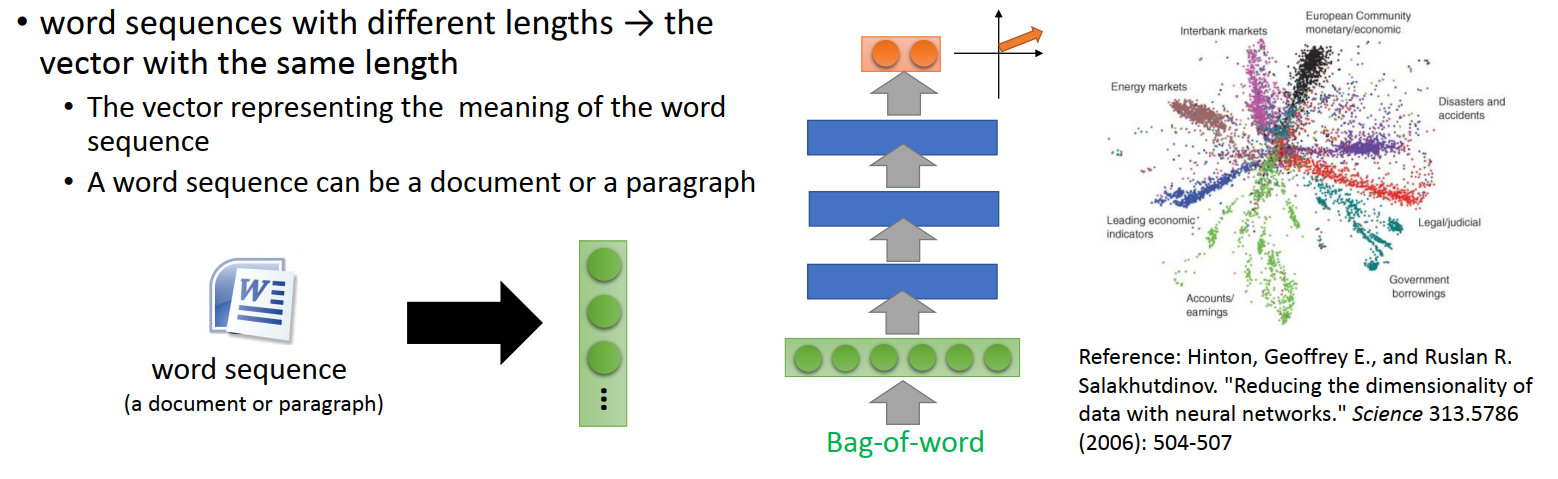 • word sequences with different lengths → the
vector with the same length
• The vector representing the meaning of the word
sequence
• A word sequence can be a document or a paragraph
W
word sequence
(a document or paragraph)
Bag-of-word
European Community
monetary/economic
Interbank markets
Energy markets
Disasters and
accidents
Leading economic
indicators
Legal/judicial
Government
borrowings
Accounts/
earnings
Reference: Hinton, Geoffrey E., and Ruslan R.
Salakhutdinov. "Reducing the dimensionality of
data with neural networks." Science 313.5786
(2006): 504-507